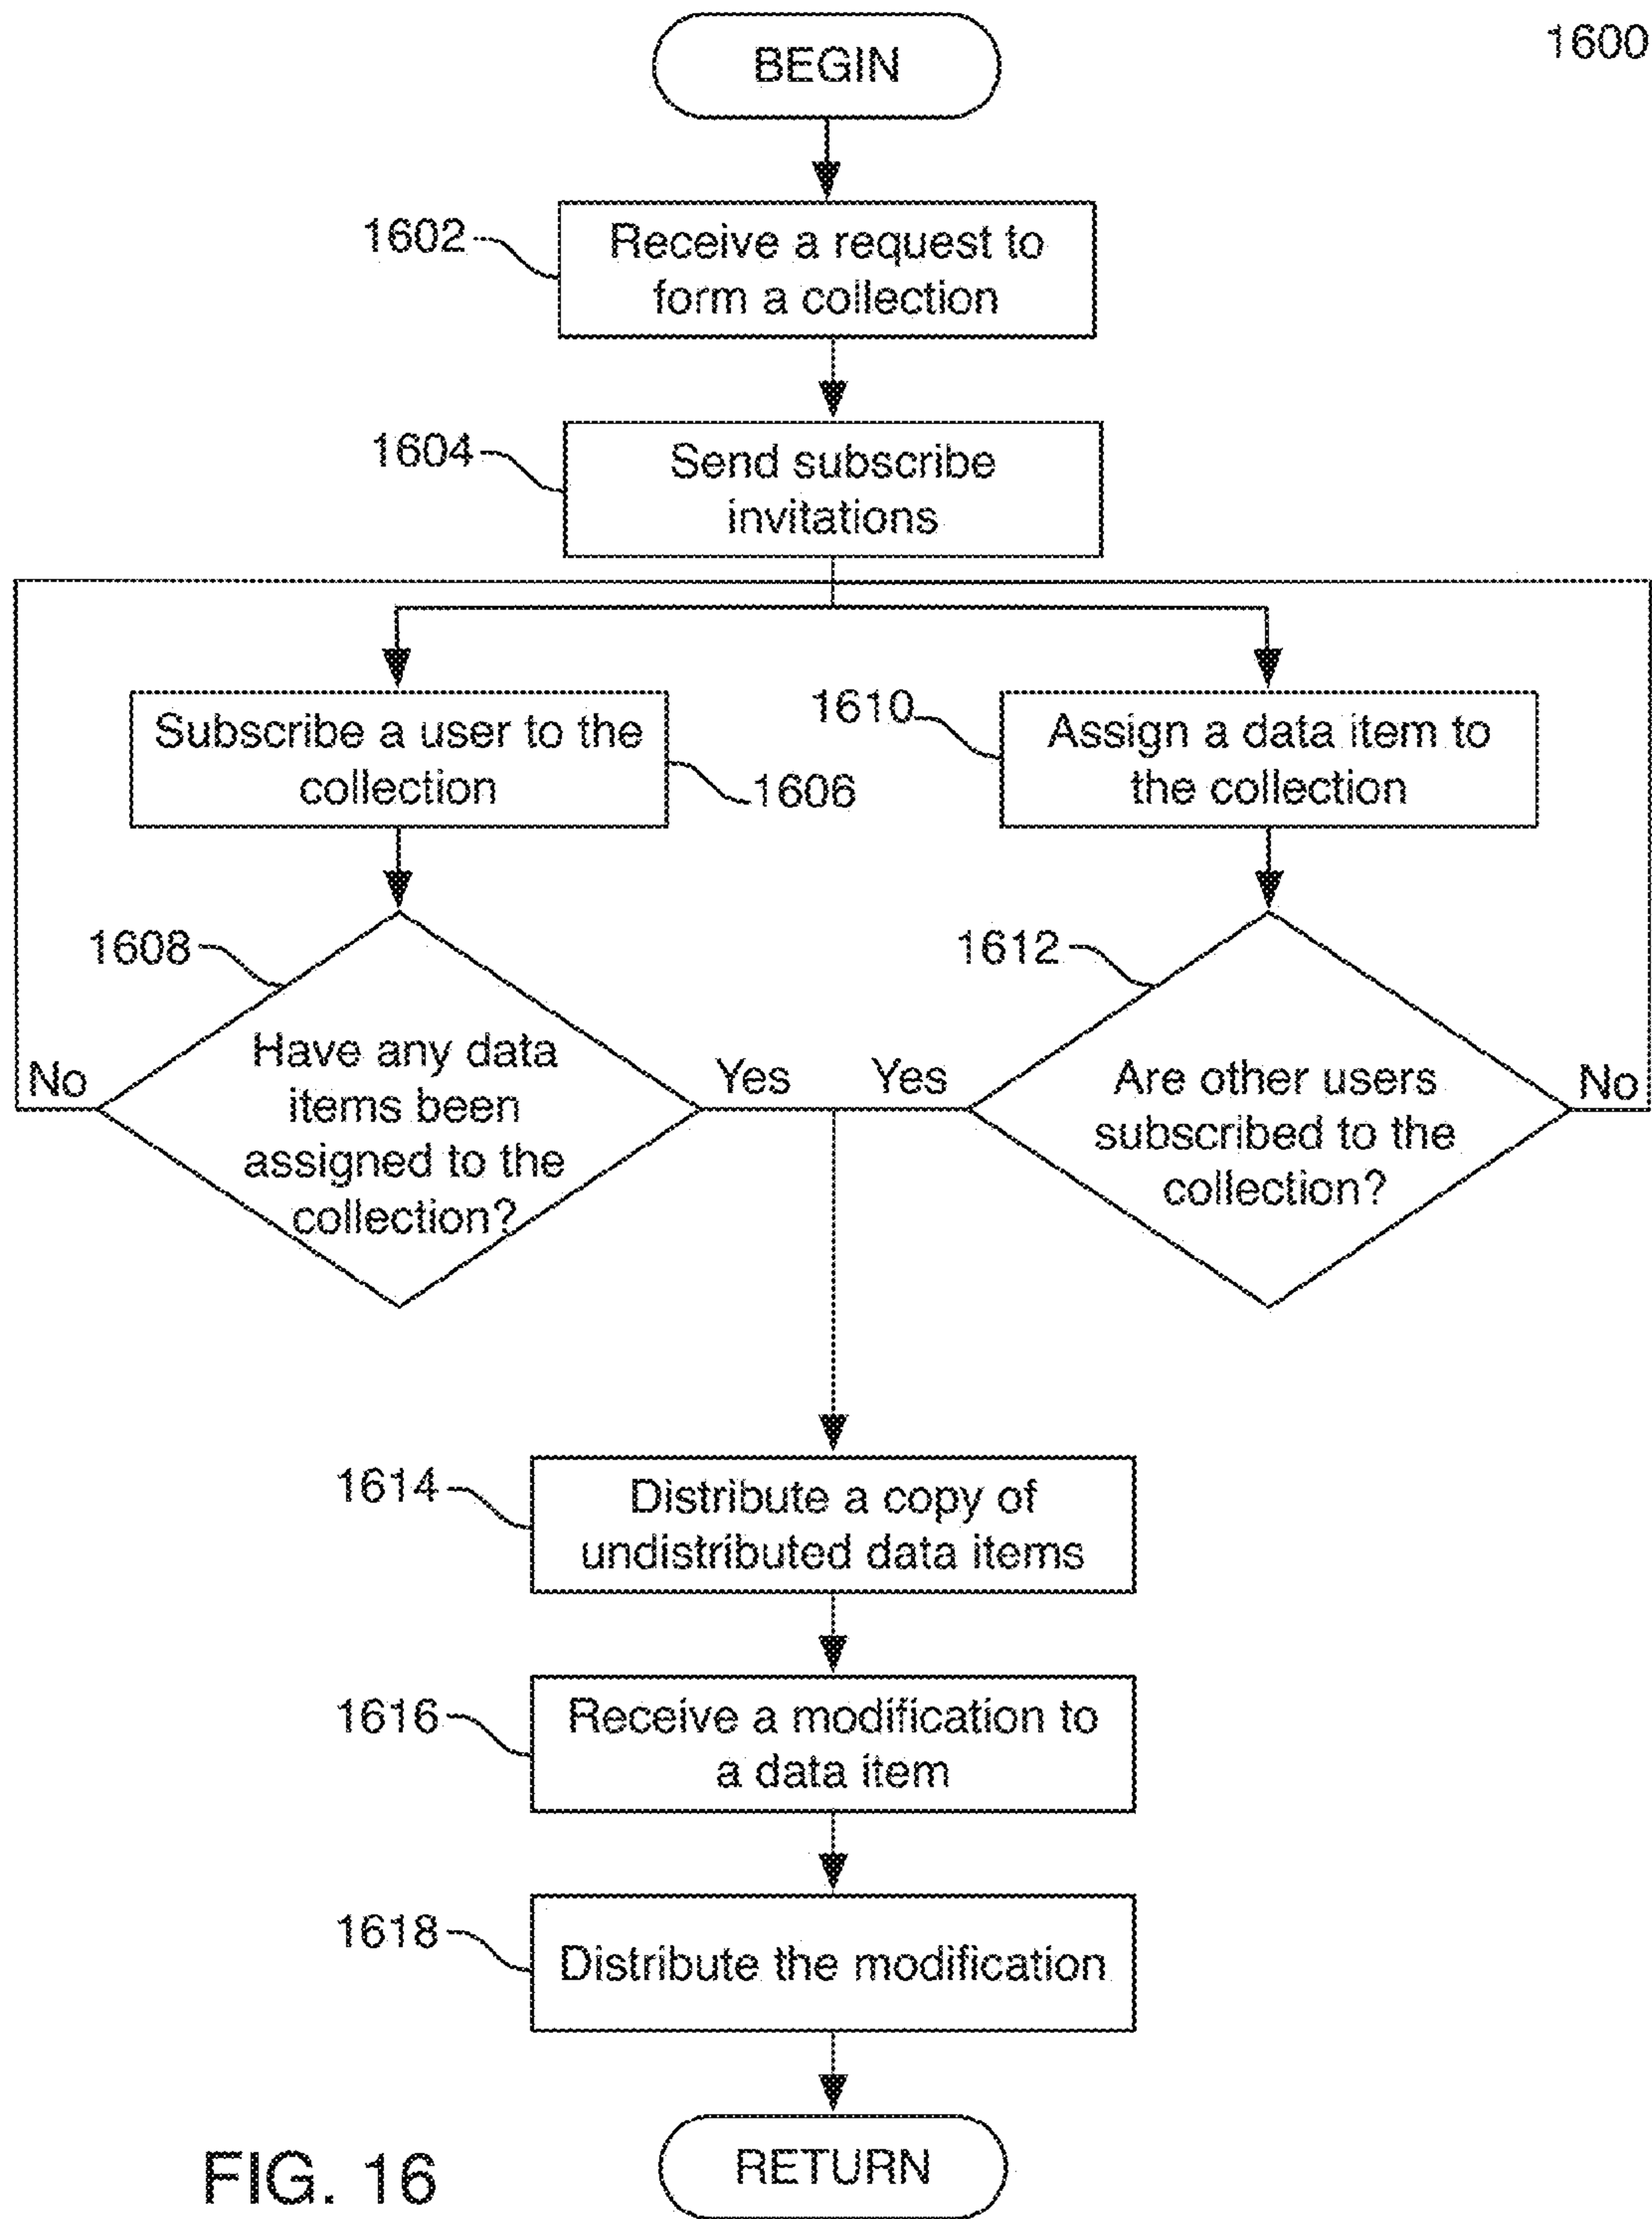 1600
BEGIN
1602
Receive a request to
form a collection
1604
Send subscribe
invitations
Subscribe a user to the
collection
1606
1610
Assign a data item to
the collection
1608
Have any data
items been
assigned to the
collection?
No
Yes
1612
Are other users
subscribed to the
collection?
Yes
No
1614
Distribute a copy of
undistributed data items
1616
Receive a modification to
a data item
1618
Distribute the modification
RETURN
FIG. 16